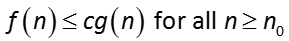 f(n) ≤ cg(n) for all n ≥ n₀